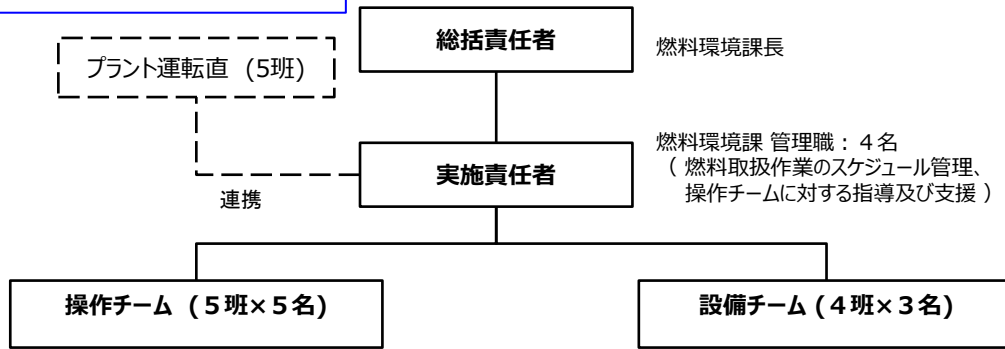 総括責任者
燃料環境課長
プラント運転直 (5班)
燃料環境課 管理職：４名
（ 燃料取扱作業のスケジュール管理、
操作チームに対する指導及び支援 ）
実施責任者
連携
操作チーム (５班×５名)
設備チーム (４班×３名)